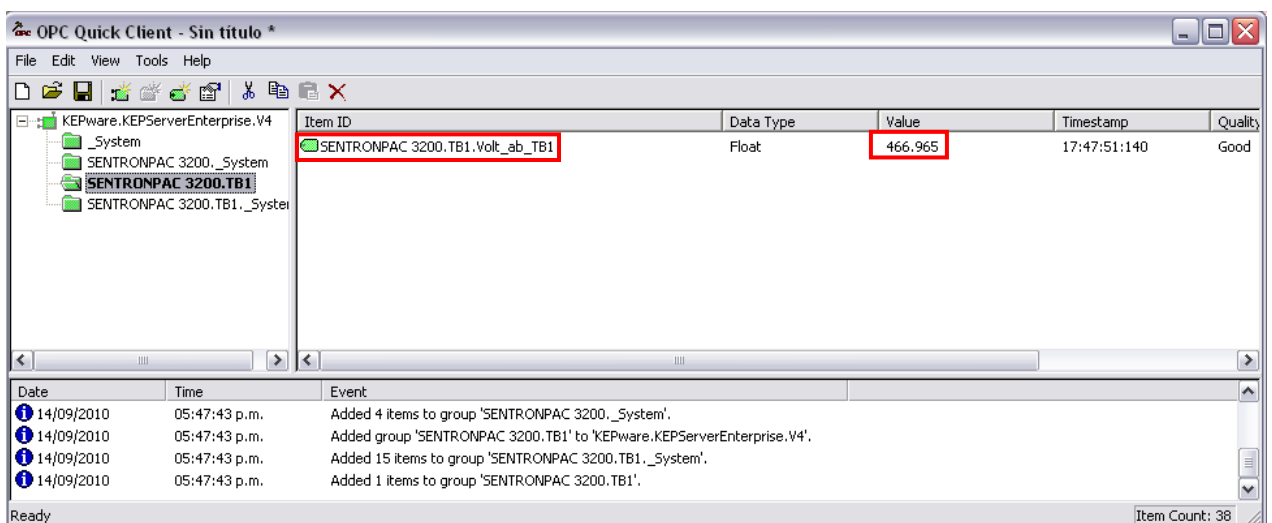 OPC Quick Client - Sin título *
File Edit View Tools Help
KEPware.KEPServerEnterprise.V4
_System
SENTRONPAC 3200._System
SENTRONPAC 3200.TB1
SENTRONPAC 3200.TB1._System
Item ID Data Type Value Timestamp Quality
SENTRONPAC 3200.TB1.Volt_ab_TB1 Float 466.965 17:47:51:140 Good
Date Time Event
14/09/2010 05:47:43 p.m. Added 4 items to group 'SENTRONPAC 3200._System'.
14/09/2010 05:47:43 p.m. Added group 'SENTRONPAC 3200.TB1' to 'KEPware.KEPServerEnterprise.V4'.
14/09/2010 05:47:43 p.m. Added 15 items to group 'SENTRONPAC 3200.TB1._System'.
14/09/2010 05:47:43 p.m. Added 1 items to group 'SENTRONPAC 3200.TB1'.
Ready Item Count: 38